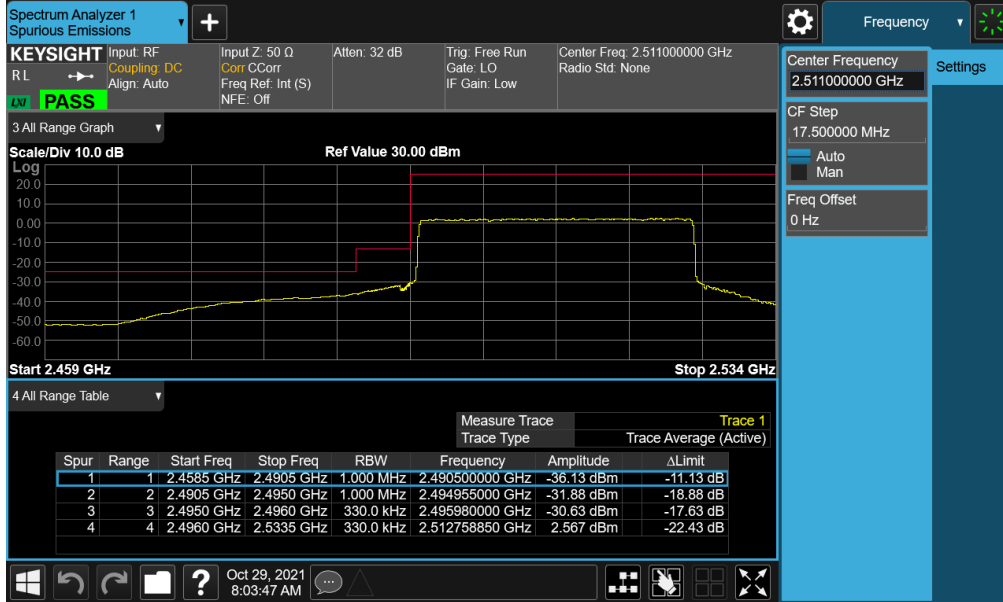 Spectrum Analyzer 1
Spurious Emissions
Frequency
KEYSIGHT
RL
LXI
PASS
Input: RF
Coupling: DC
Align: Auto
Input Z: 50 Ω
Corr CCorr
Freq Ref: Int (S)
NFE: Off
Atten: 32 dB
Trig: Free Run
Gate: LO
IF Gain: Low
Center Freq: 2.511000000 GHz
Radio Std: None
Center Frequency
2.511000000 GHz
Settings
CF Step
17.500000 MHz
Auto
Man
Freq Offset
0 Hz
3 All Range Graph
Scale/Div 10.0 dB
Ref Value 30.00 dBm
Log
20.0
10.0
0.00
-10.0
-20.0
-30.0
-40.0
-50.0
-60.0
Start 2.459 GHz
Stop 2.534 GHz
4 All Range Table
Measure Trace Trace 1
Trace Type Trace Average (Active)
Spur Range Start Freq Stop Freq RBW Frequency Amplitude ΔLimit
1 1 2.4585 GHz 2.4905 GHz 1.000 MHz 2.490500000 GHz -36.13 dBm -11.13 dB
2 2 2.4905 GHz 2.4950 GHz 1.000 MHz 2.494955000 GHz -31.88 dBm -18.88 dB
3 3 2.4950 GHz 2.4960 GHz 330.0 kHz 2.495980000 GHz -30.63 dBm -17.63 dB
4 4 2.4960 GHz 2.5335 GHz 330.0 kHz 2.512758850 GHz 2.567 dBm -22.43 dB
?
Oct 29, 2021
8:03:47 AM